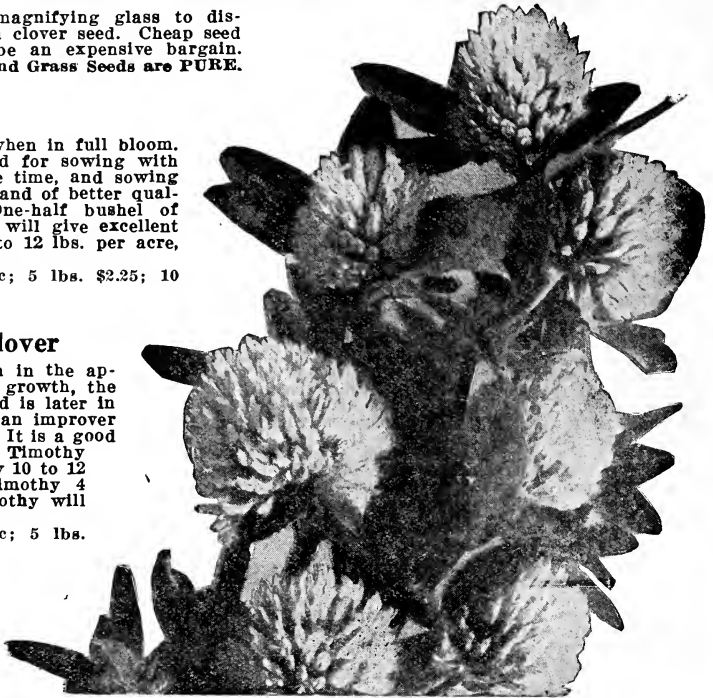 magnifying glass to dis-
clover seed. Cheap seed
be an expensive bargain.
nd Grass Seeds are PURE.
when in full bloom.
d for sowing with
e time, and sowing
and of better qual-
One-half bushel of
will give excellent
to 12 lbs. per acre,
c; 5 lbs. $2.25; 10
lover
n in the ap-
growth, the
d is later in
an improver
It is a good
Timothy
y 10 to 12
imothy 4
othy will
c; 5 lbs.